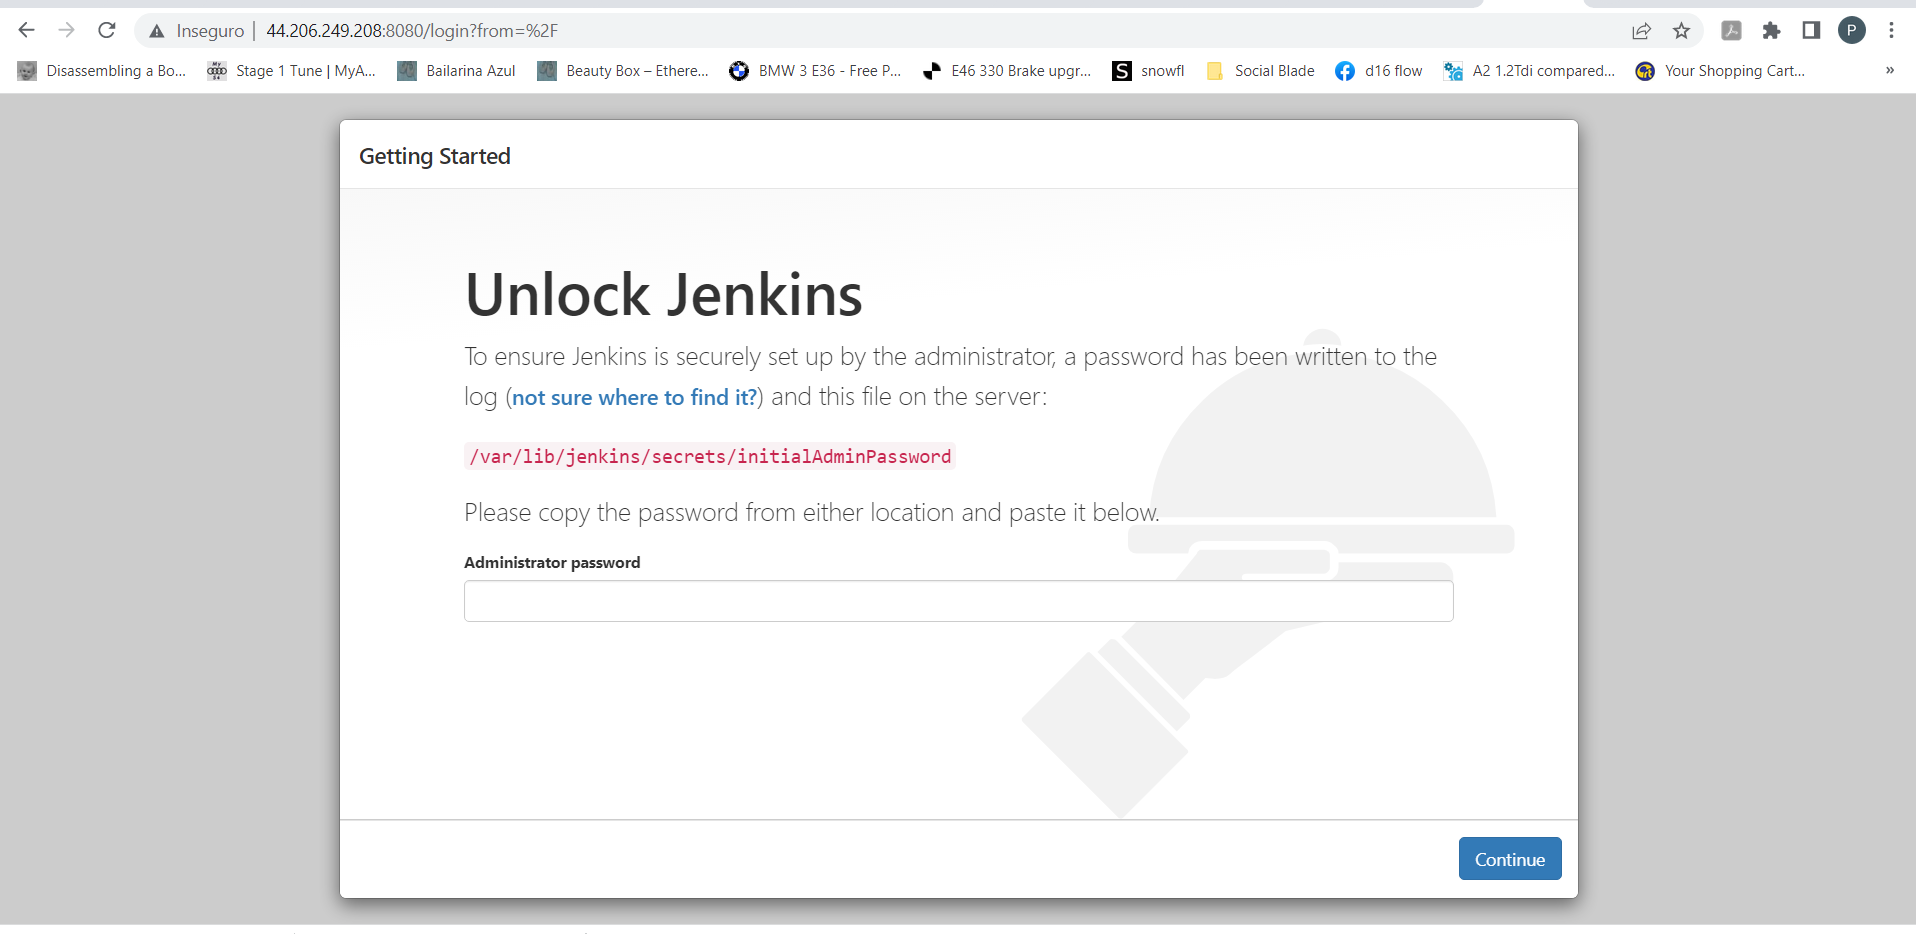 Inseguro | 44.206.249.208:8080/login?from=%2F
P
Disassembling a Bo... Stage 1 Tune | MyA... Bailarina Azul Beauty Box – Ethere... BMW 3 E36 - Free P... E46 330 Brake upgr... S snowfl Social Blade d16 flow A2 1.2Tdi compared... Your Shopping Cart... »
Getting Started
Unlock Jenkins
To ensure Jenkins is securely set up by the administrator, a password has been written to the
log (not sure where to find it?) and this file on the server:
/var/lib/jenkins/secrets/initialAdminPassword
Please copy the password from either location and paste it below.
Administrator password
Continue